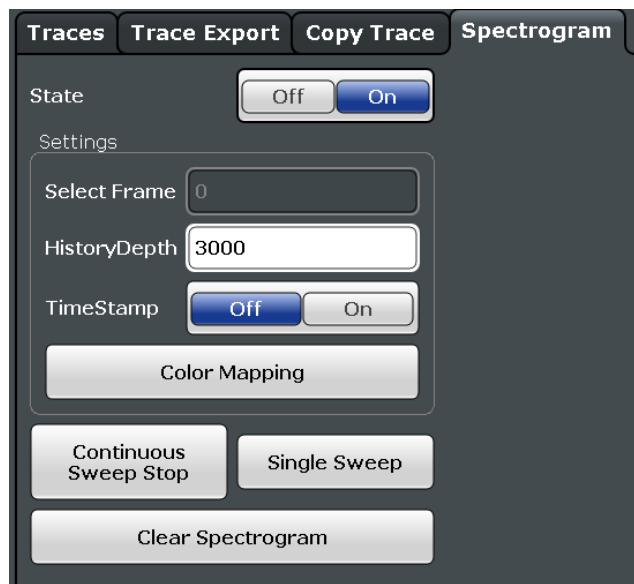 Traces Trace Export Copy Trace Spectrogram
State Off On
Settings
Select Frame 0
HistoryDepth 3000
TimeStamp Off On
Color Mapping
Continuous
Sweep Stop
Single Sweep
Clear Spectrogram